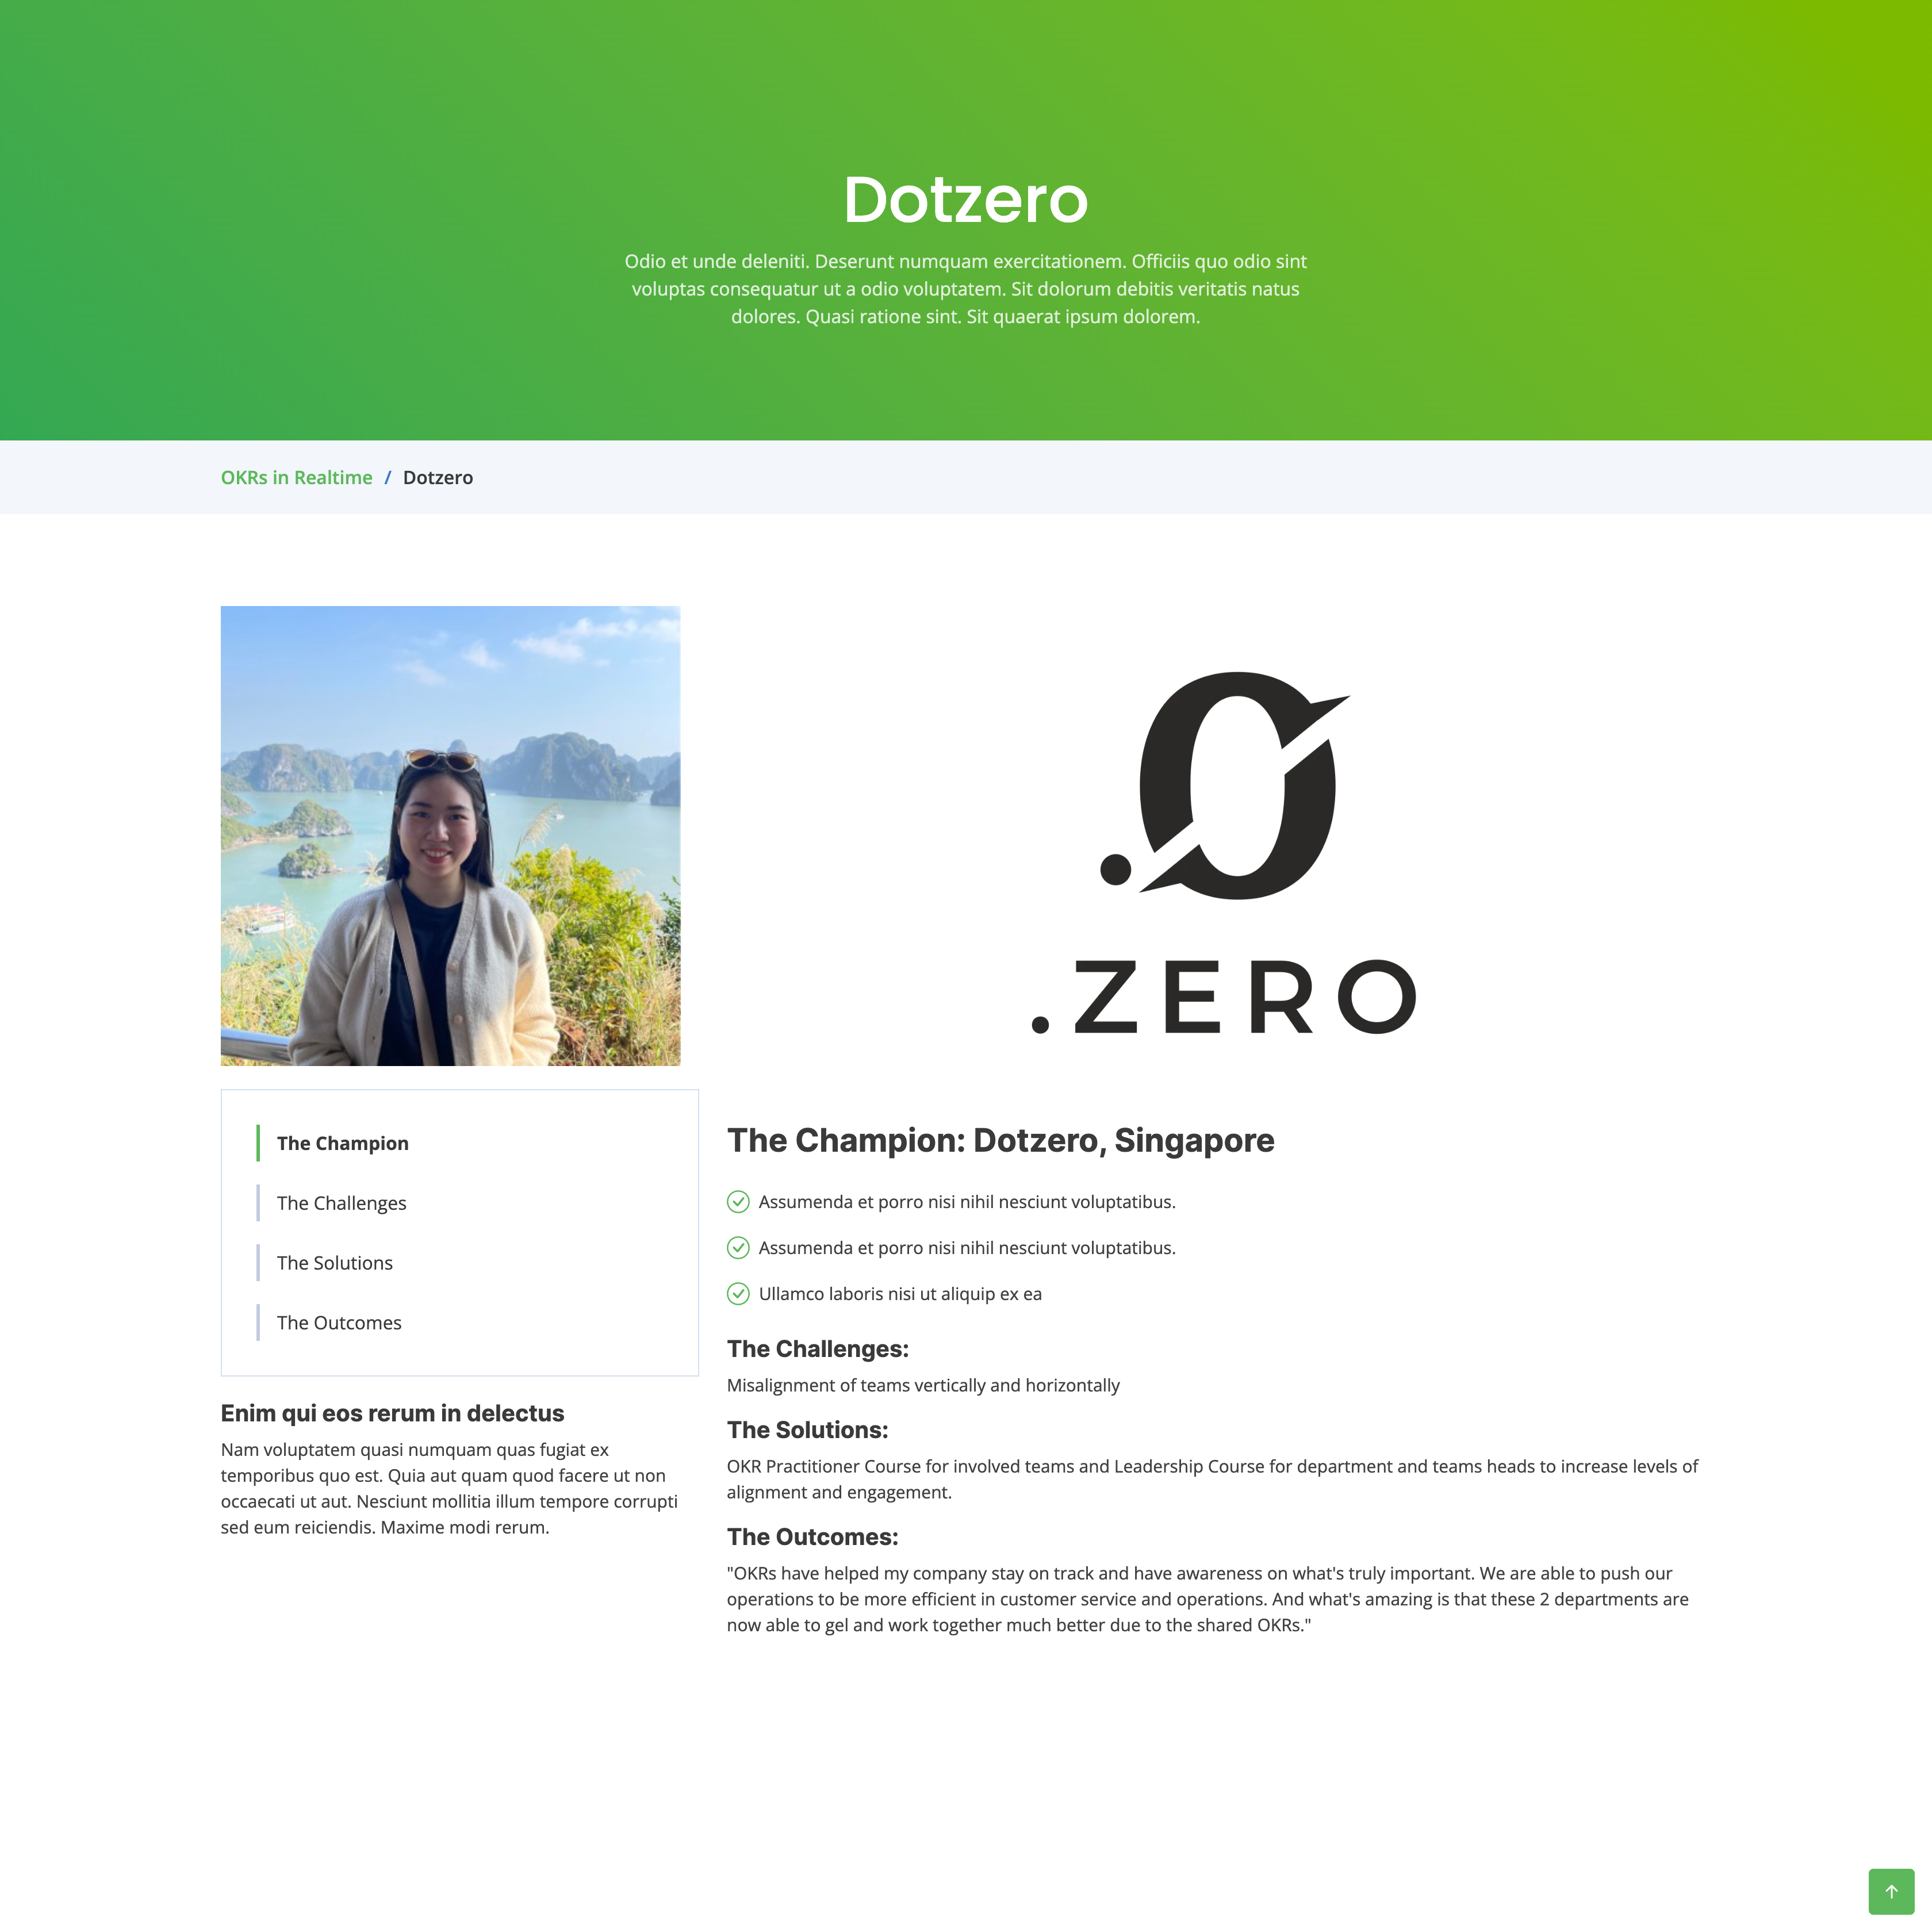 Dotzero
Odio et unde deleniti. Deserunt numquam exercitationem. Officiis quo odio sint
voluptas consequatur ut a odio voluptatem. Sit dolorum debitis veritatis natus
dolores. Quasi ratione sint. Sit quaerat ipsum dolorem.
OKRs in Realtime / Dotzero
.0
.ZERO
The Champion
The Challenges
The Solutions
The Outcomes
Enim qui eos rerum in delectus
Nam voluptatem quasi numquam quas fugiat ex
temporibus quo est. Quia aut quam quod facere ut non
occaecati ut aut. Nesciunt mollitia illum tempore corrupti
sed eum reiciendis. Maxime modi rerum.
The Champion: Dotzero, Singapore
Assumenda et porro nisi nihil nesciunt voluptatibus.
Assumenda et porro nisi nihil nesciunt voluptatibus.
Ullamco laboris nisi ut aliquip ex ea
The Challenges:
Misalignment of teams vertically and horizontally
The Solutions:
OKR Practitioner Course for involved teams and Leadership Course for department and teams heads to increase levels of
alignment and engagement.
The Outcomes:
"OKRs have helped my company stay on track and have awareness on what's truly important. We are able to push our
operations to be more efficient in customer service and operations. And what's amazing is that these 2 departments are
now able to gel and work together much better due to the shared OKRs."